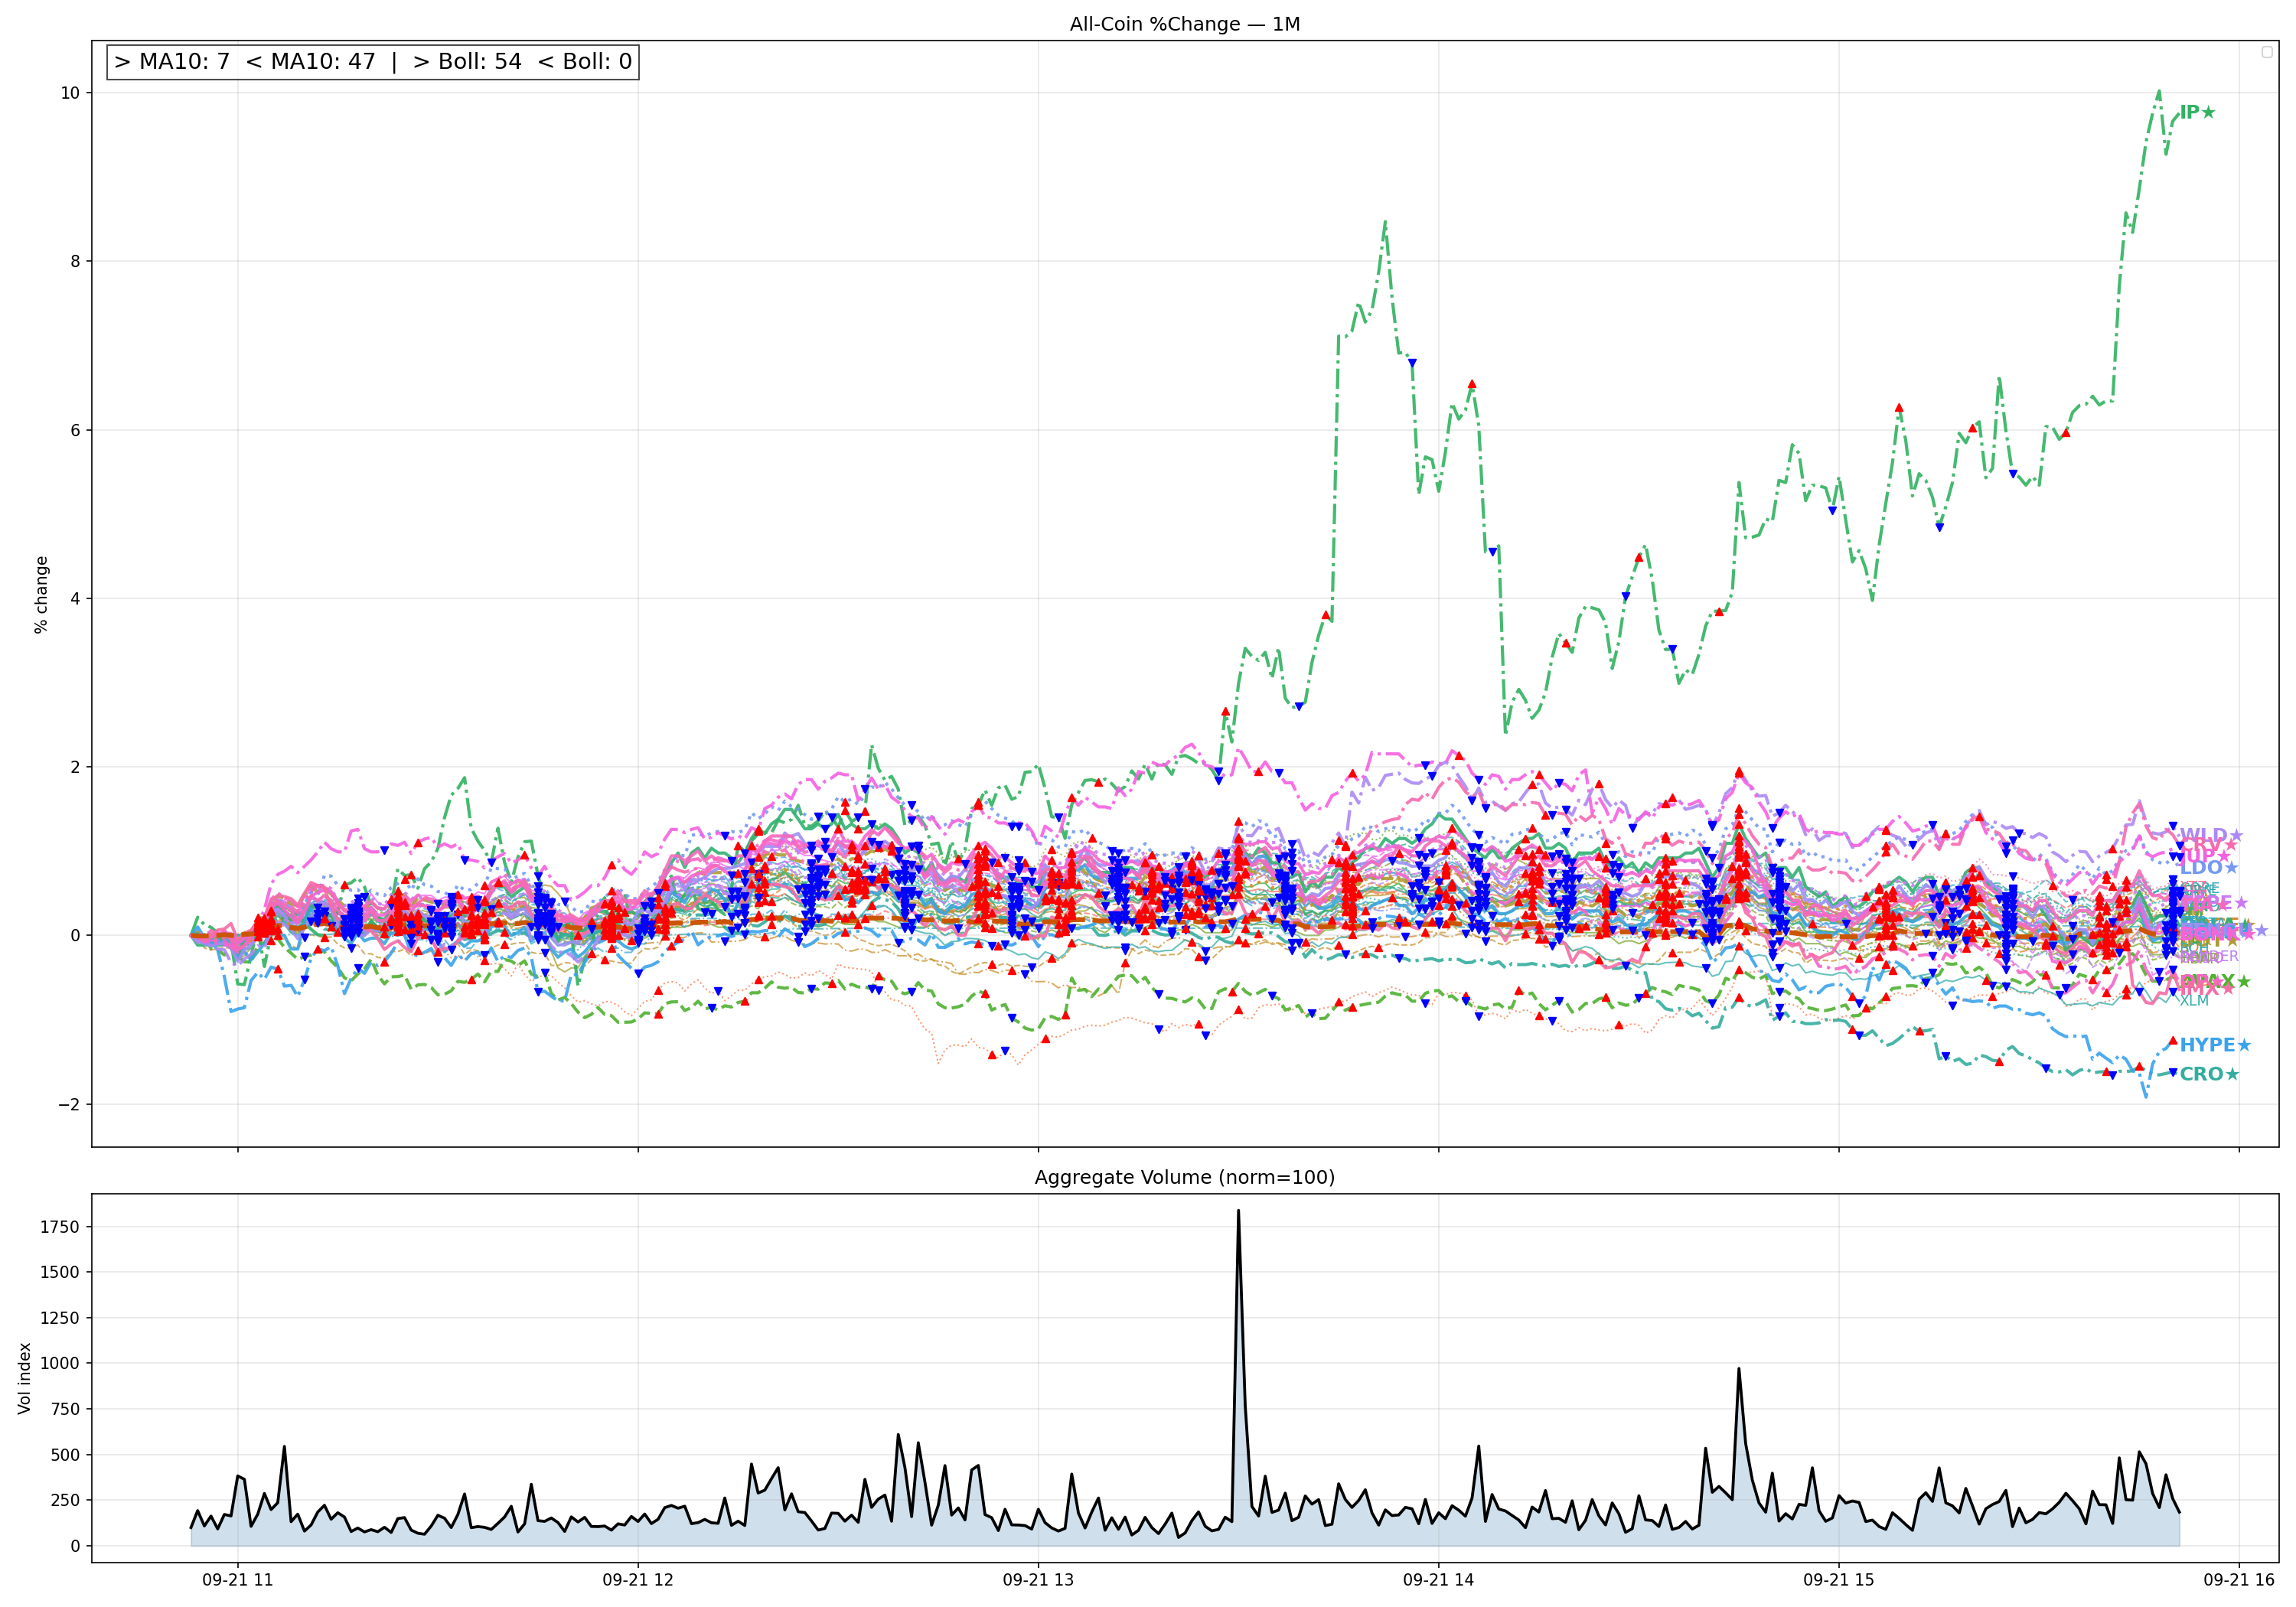 All-Coin %Change — 1M
> MA10: 7  < MA10: 47  |  > Boll: 54  < Boll: 0
10
8
6
4
2
0
−2
% change
IP★
WLD★
LDO★
XLM
HYPE★
CRO★
Aggregate Volume (norm=100)
1750
1500
1250
1000
750
500
250
0
Vol index
09-21 11
09-21 12
09-21 13
09-21 14
09-21 15
09-21 16